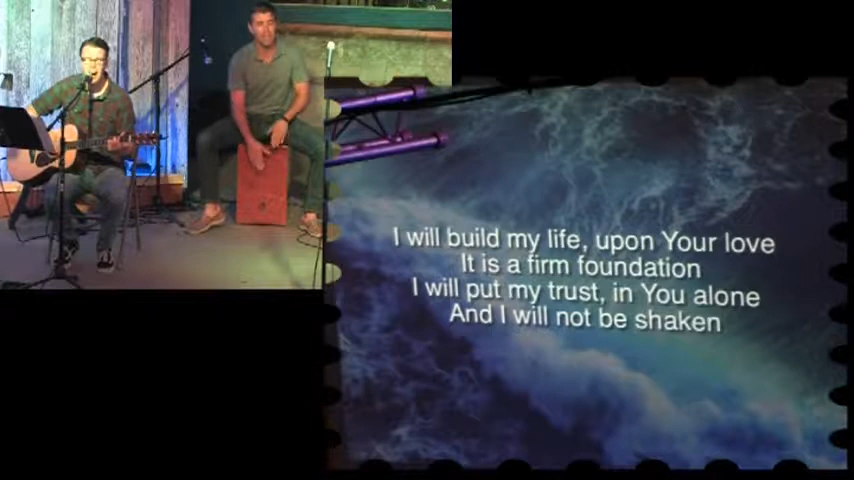 I will build my life, upon Your love
It is a firm foundation
I will put my trust, in You alone
And I will not be shaken